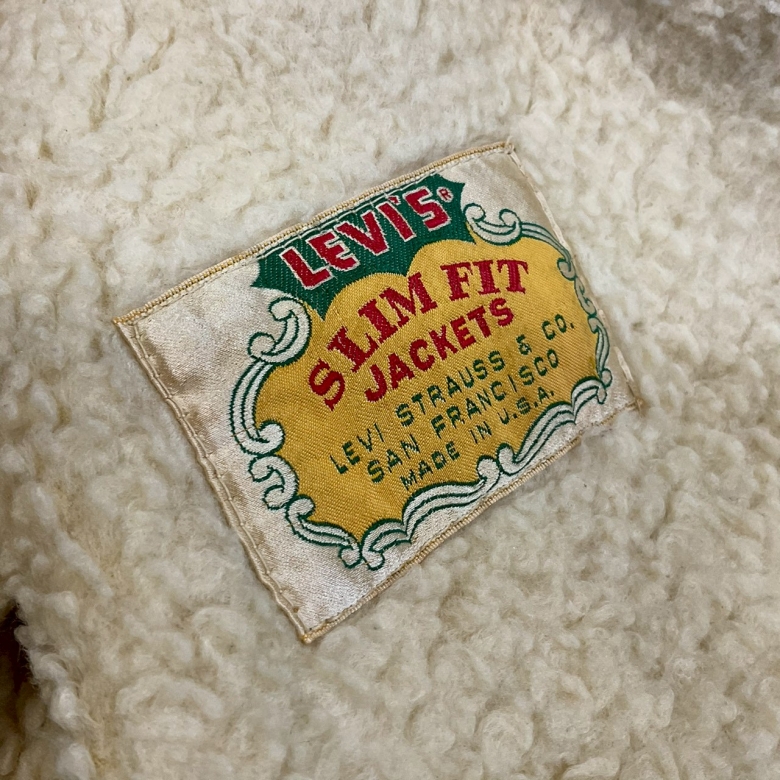 LEVI'S®
SLIM FIT
JACKETS
LEVI STRAUSS & CO.
SAN FRANCISCO
MADE IN U.S.A.